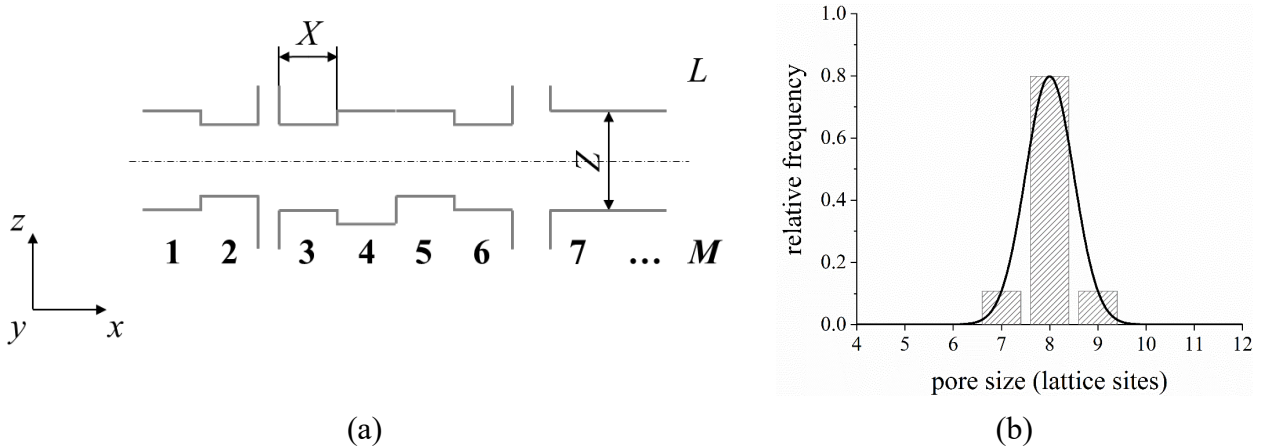 X
L
Z
1 2 3 4 5 6 7 ... M
z
y x
(a)
relative frequency
1.0
0.8
0.6
0.4
0.2
0.0
4 5 6 7 8 9 10 11 12
pore size (lattice sites)
(b)